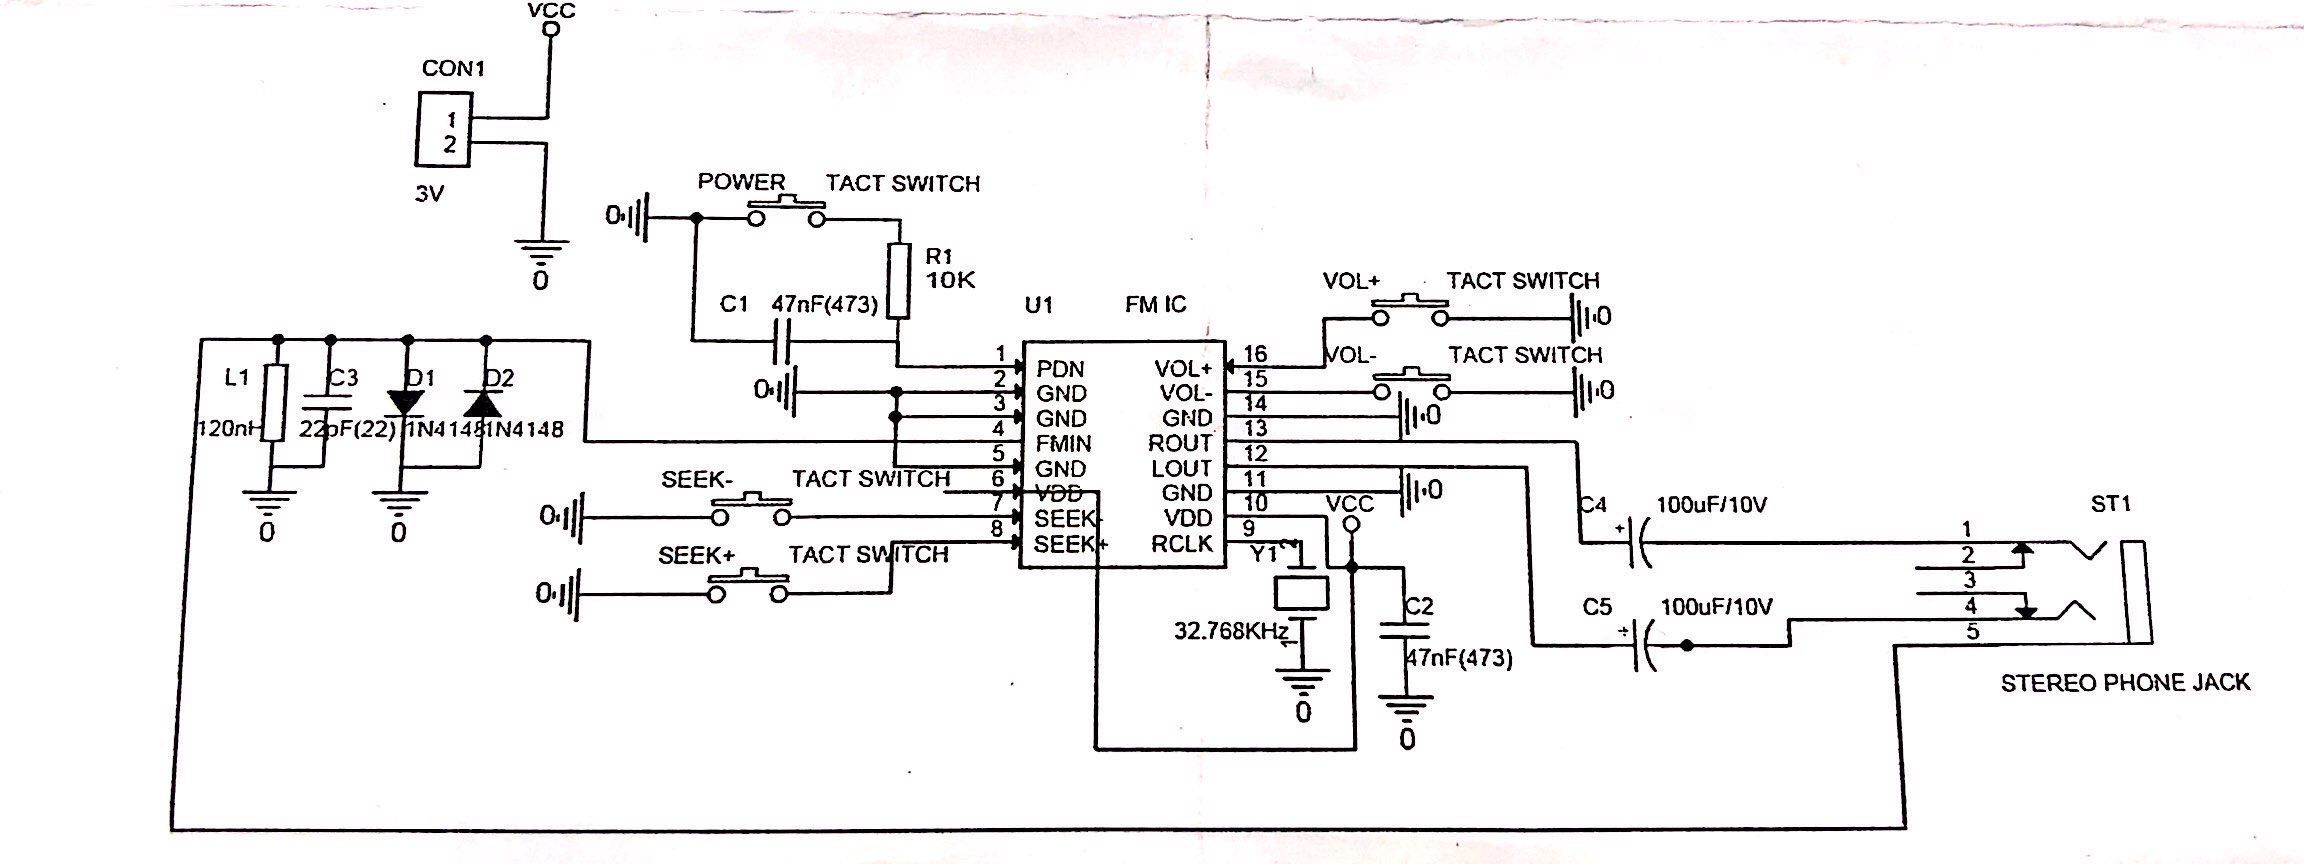 VCC
CON1
1
2
3V
0
POWER TACT SWITCH
0
R1
10K
C1 47nF(473)
U1 FM IC
VOL+ TACT SWITCH
0
VOL- TACT SWITCH
0
L1
120nH
C3
22pF(22)
D1
1N4148
D2
1N4148
0
0
0
1 PDN VOL+ 16
2 GND VOL- 15
3 GND GND 14 0
4 FMIN ROUT 13
5 GND LOUT 12
6 VDD GND 11 0
7 SEEK- VDD 10
8 SEEK+ RCLK 9
SEEK- TACT SWITCH
0
SEEK+ TACT SWITCH
0
VCC
Y1 2
32.768KHz 1
0
C2
47nF(473)
0
C4 100uF/10V
+
C5 100uF/10V
+
ST1
1
2
3
4
5
STEREO PHONE JACK